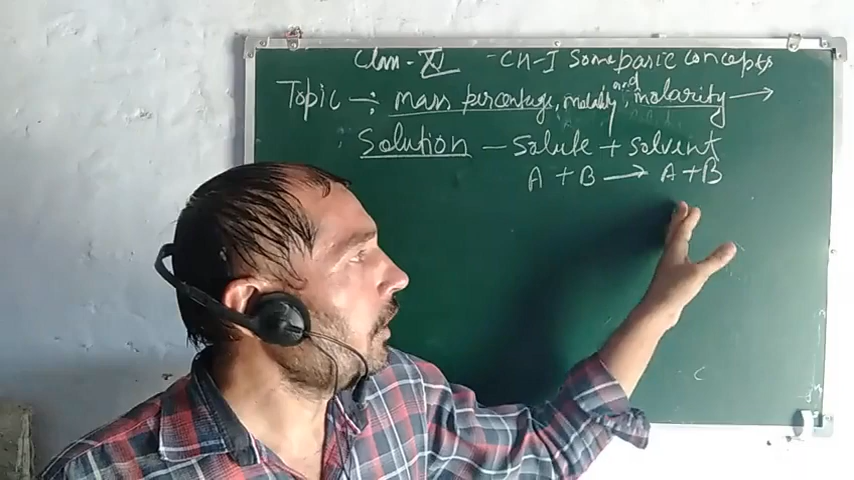 Class - XI - CH-I Some basic concepts
Topic ÷ mass percentage, molality, and molarity →
Solution - Solute + solvent
A + B → A + B